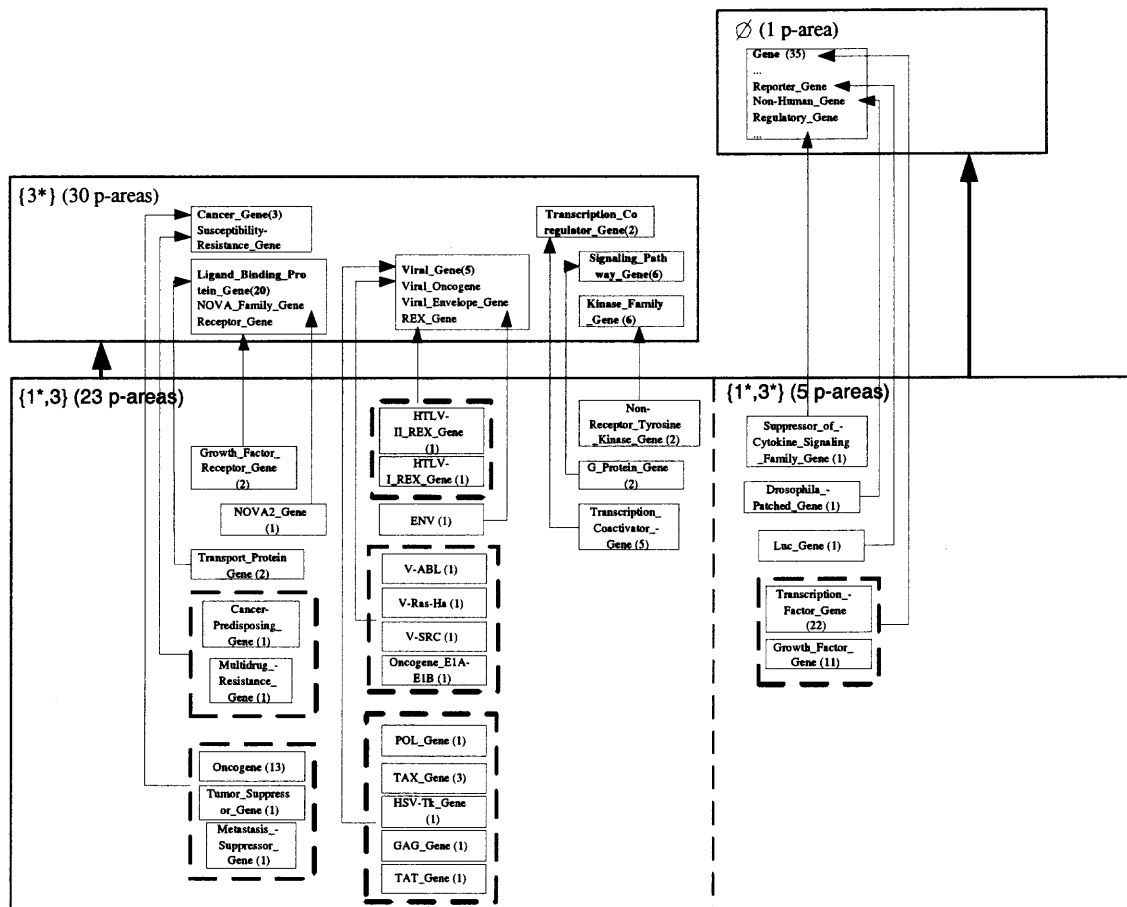 ∅ (1 p-area)
Gene (35)
...
Reporter_Gene
Non-Human_Gene
Regulatory_Gene
...
{3*} (30 p-areas)
Cancer_Gene(3)
Susceptibility-
Resistance_Gene
Ligand_Binding_Pro
tein_Gene(20)
NOVA_Family_Gene
Receptor_Gene
Viral_Gene(5)
Viral_Oncogene
Viral_Envelope_Gene
REX_Gene
Transcription_Co
regulator_Gene(2)
Signaling_Path
way_Gene(6)
Kinase_Family
_Gene (6)
{1*,3} (23 p-areas)
Growth_Factor_
Receptor_Gene
(2)
NOVA2_Gene
(1)
Transport_Protein
Gene (2)
Cancer-
Predisposing_
Gene (1)
Multidrug_-
Resistance_
Gene (1)
Oncogene (13)
Tumor_Suppress
or_Gene (1)
Metastasis_-
Suppressor_
Gene (1)
HTLV-
II_REX_Gene
(1)
HTLV-
I_REX_Gene (1)
ENV (1)
V-ABL (1)
V-Ras-Ha (1)
V-SRC (1)
Oncogene_E1A-
E1B (1)
POL_Gene (1)
TAX_Gene (3)
HSV-Tk_Gene
(1)
GAG_Gene (1)
TAT_Gene (1)
Non-
Receptor_Tyrosine
_Kinase_Gene (2)
G_Protein_Gene
(2)
Transcription_
Coactivator_-
Gene (5)
{1*,3*} (5 p-areas)
Suppressor_of_-
Cytokine_Signaling
_Family_Gene (1)
Drosophila_-
Patched_Gene (1)
Luc_Gene (1)
Transcription_-
Factor_Gene
(22)
Growth_Factor_
Gene (11)